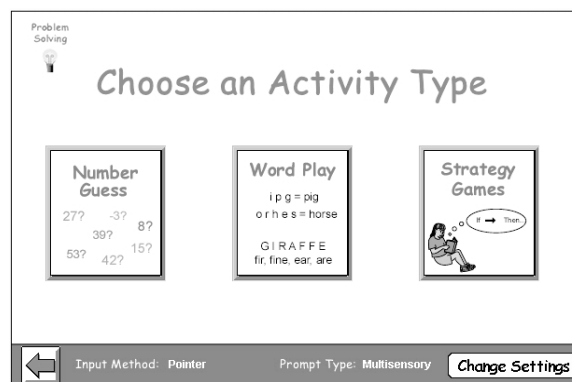 Problem
Solving
Choose an Activity Type
Number
Guess
27? -3? 8?
39?
53? 42? 15?
Word Play
i p g = pig
o r h e s = horse
G I R A F F E
fir, fine, ear, are
Strategy
Games
If → Then...
Input Method: Pointer Prompt Type: Multisensory Change Settings